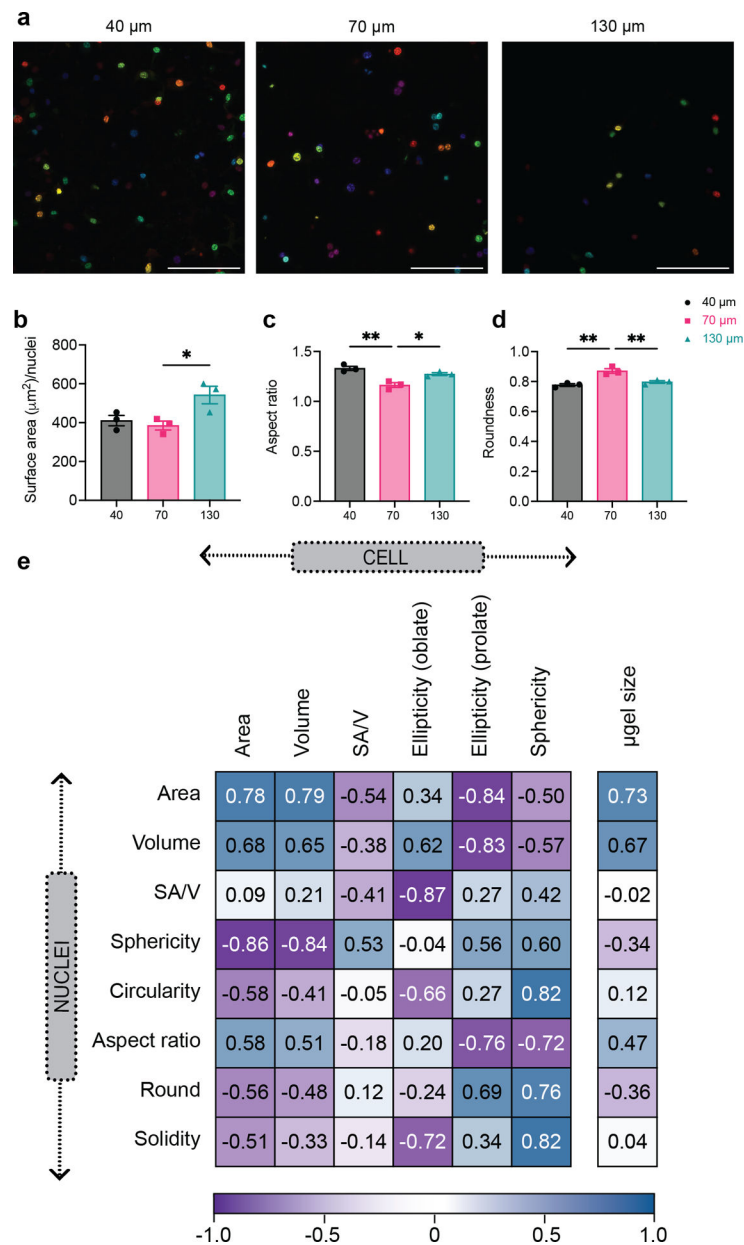 a
40 µm 70 µm 130 µm
b
c
d
40 µm
70 µm
130 µm
Surface area (µm²)/nuclei
800
600
400
200
0
*
40 70 130
Aspect ratio
1.5
1.0
0.5
0.0
** *
40 70 130
Roundness
1.0
0.8
0.6
0.4
0.2
0.0
** **
40 70 130
e
CELL
Area Volume SA/V Ellipticity (oblate) Ellipticity (prolate) Sphericity µgel size
NUCLEI
Area 0.78 0.79 -0.54 0.34 -0.84 -0.50 0.73
Volume 0.68 0.65 -0.38 0.62 -0.83 -0.57 0.67
SA/V 0.09 0.21 -0.41 -0.87 0.27 0.42 -0.02
Sphericity -0.86 -0.84 0.53 -0.04 0.56 0.60 -0.34
Circularity -0.58 -0.41 -0.05 -0.66 0.27 0.82 0.12
Aspect ratio 0.58 0.51 -0.18 0.20 -0.76 -0.72 0.47
Round -0.56 -0.48 0.12 -0.24 0.69 0.76 -0.36
Solidity -0.51 -0.33 -0.14 -0.72 0.34 0.82 0.04
-1.0 -0.5 0 0.5 1.0